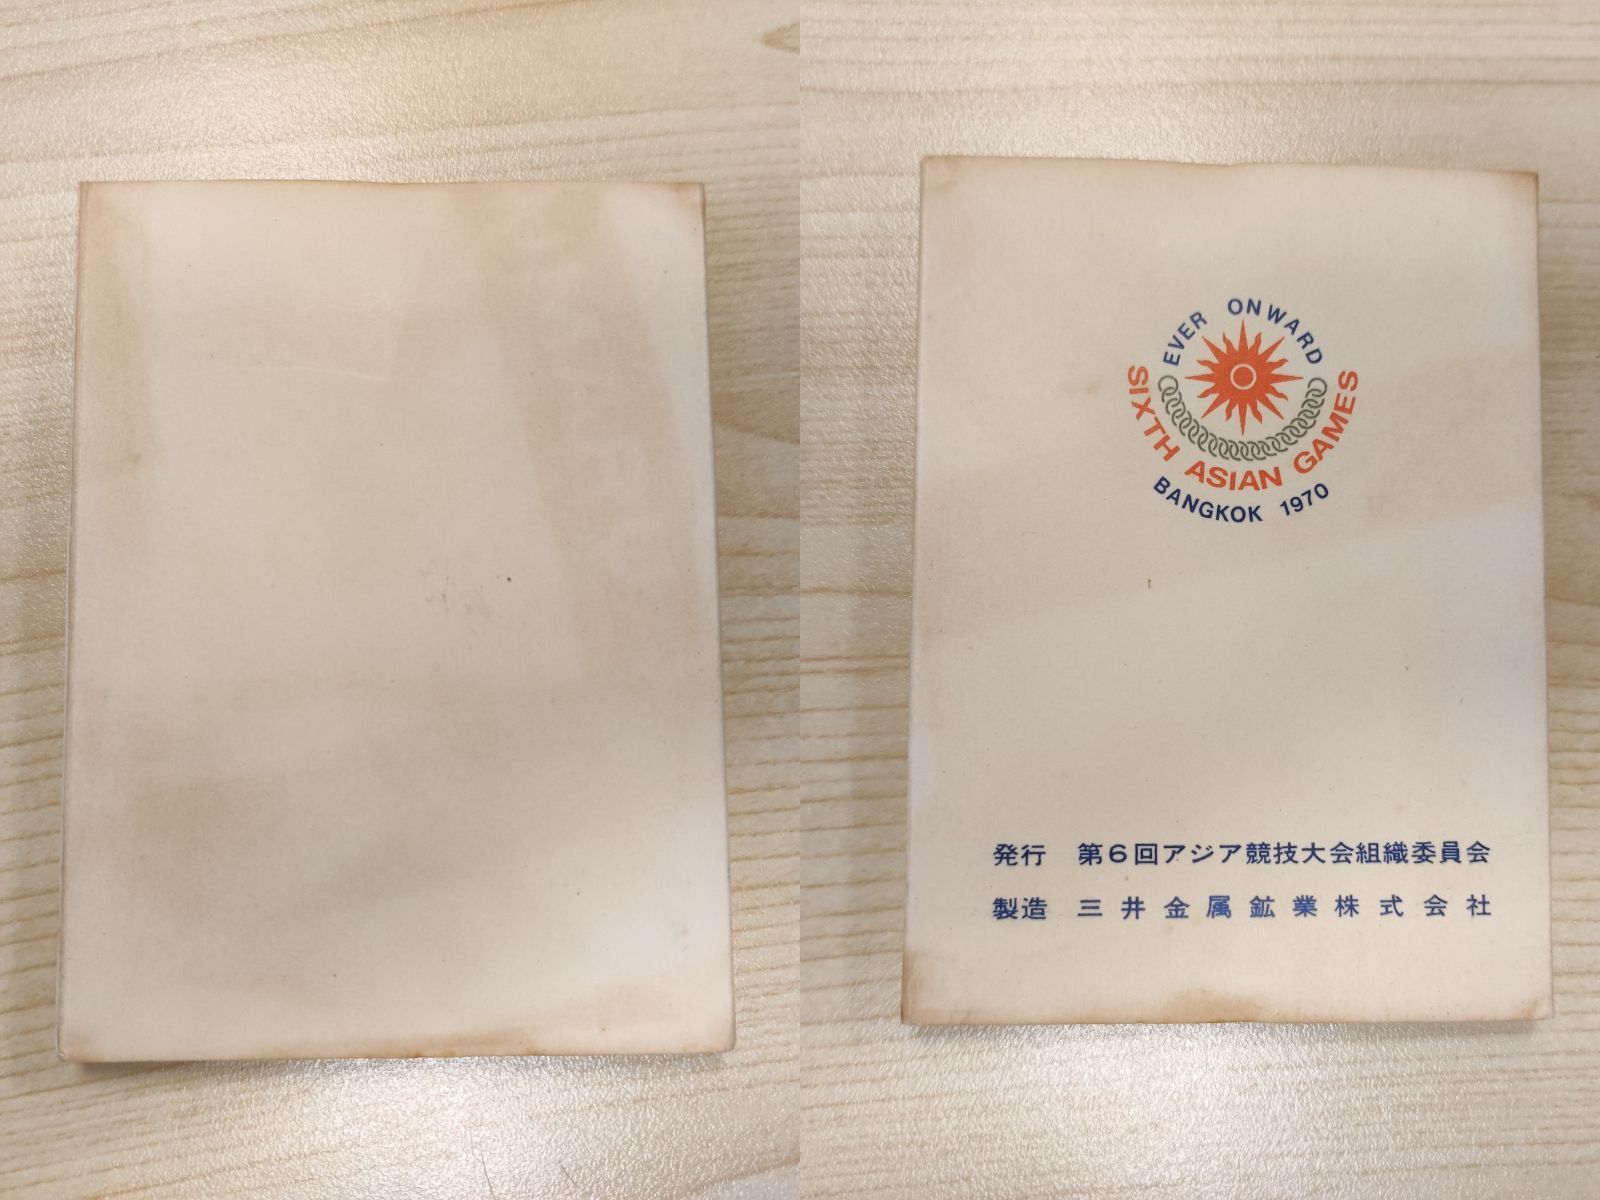 EVER ONWARD
SIXTH ASIAN GAMES
BANGKOK 1970
発行 第6回アジア競技大会組織委員会
製造 三井金属鉱業株式会社